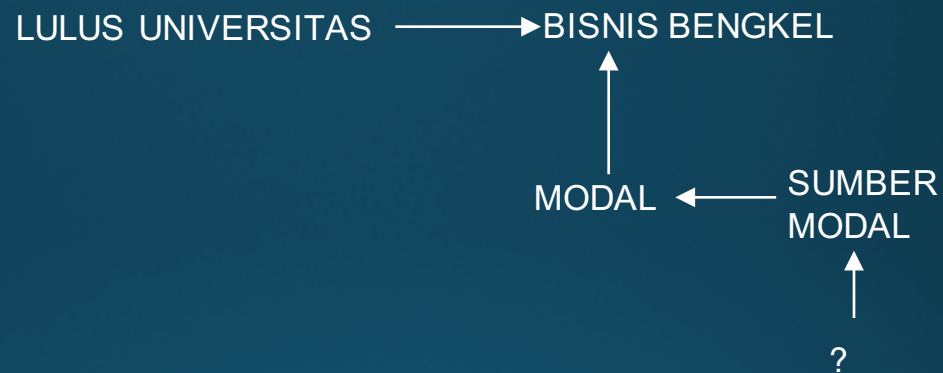 LULUS UNIVERSITAS
BISNIS BENGKEL
MODAL
SUMBER
MODAL
?